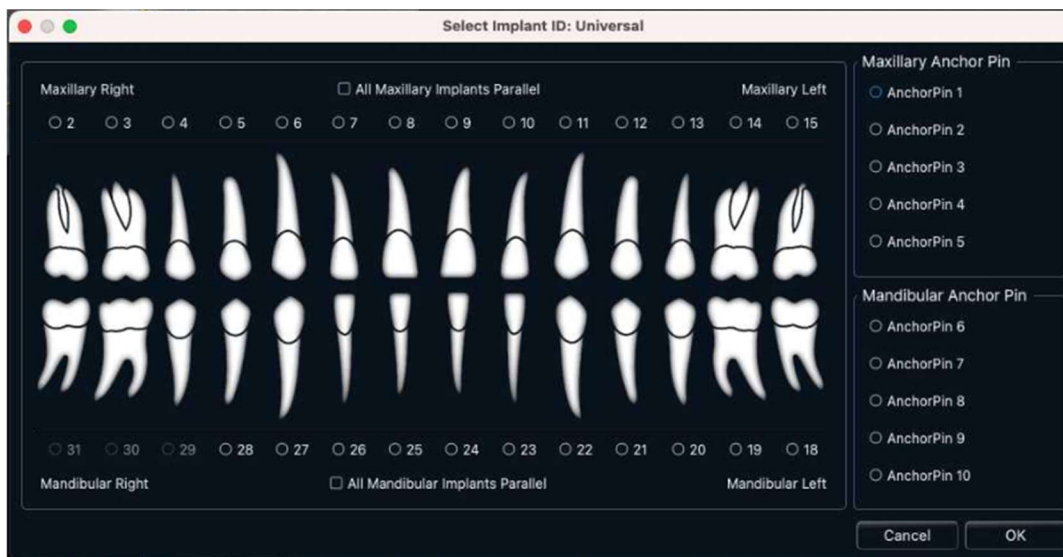 Select Implant ID: Universal
Maxillary Right
All Maxillary Implants Parallel
Maxillary Left
2 3 4 5 6 7 8 9 10 11 12 13 14 15
31 30 29 28 27 26 25 24 23 22 21 20 19 18
Mandibular Right
All Mandibular Implants Parallel
Mandibular Left
Maxillary Anchor Pin
AnchorPin 1
AnchorPin 2
AnchorPin 3
AnchorPin 4
AnchorPin 5
Mandibular Anchor Pin
AnchorPin 6
AnchorPin 7
AnchorPin 8
AnchorPin 9
AnchorPin 10
Cancel
OK